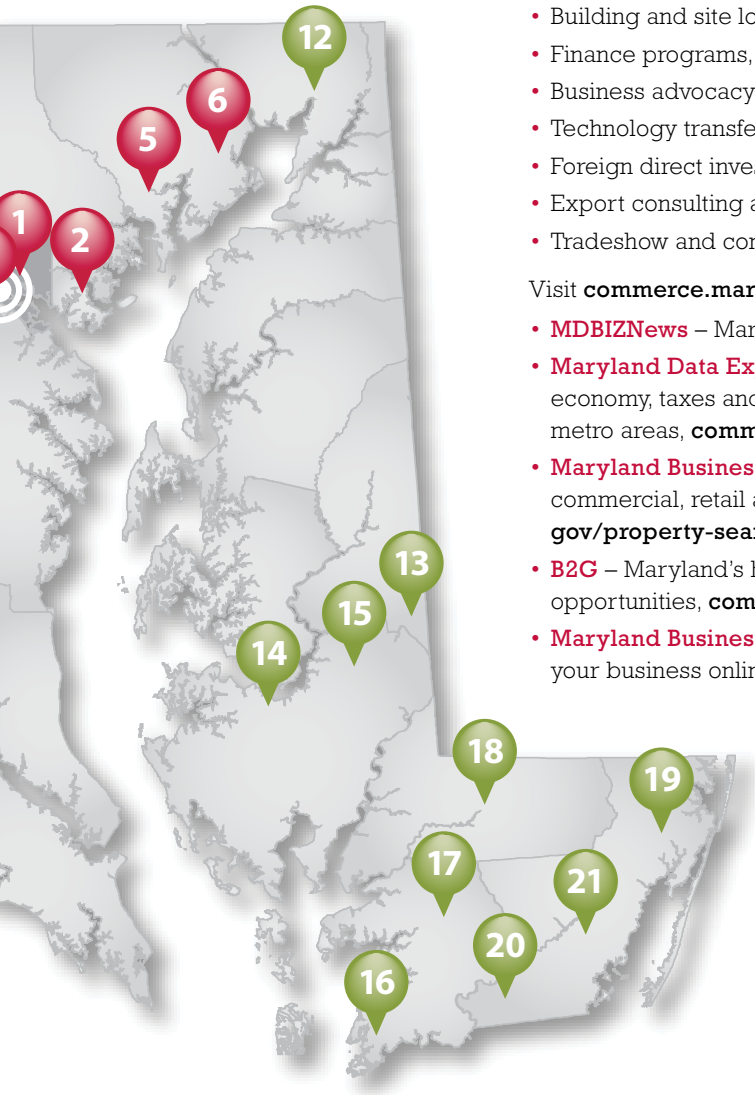 12
6
5
1
2
13
15
14
18
19
17
21
20
16
• Building and site lo
• Finance programs,
• Business advocacy
• Technology transfe
• Foreign direct inve
• Export consulting a
• Tradeshow and con
Visit commerce.mar
• MDBIZNews – Mar
• Maryland Data Ex
economy, taxes and
metro areas, comm
• Maryland Busines
commercial, retail a
gov/property-sear
• B2G – Maryland's
opportunities, com
• Maryland Busines
your business onlin